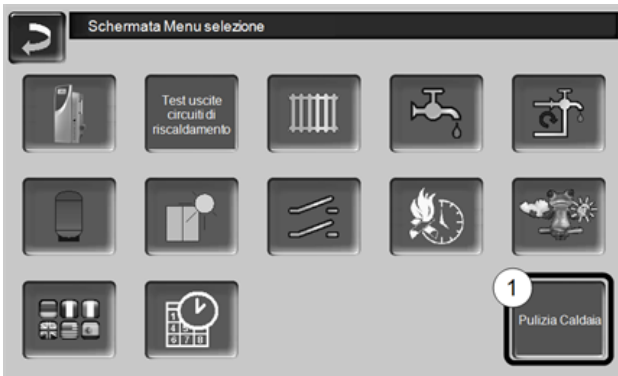 Schermata Menu selezione
Test uscite
circuiti di
riscaldamento
1
Pulizia Caldaia